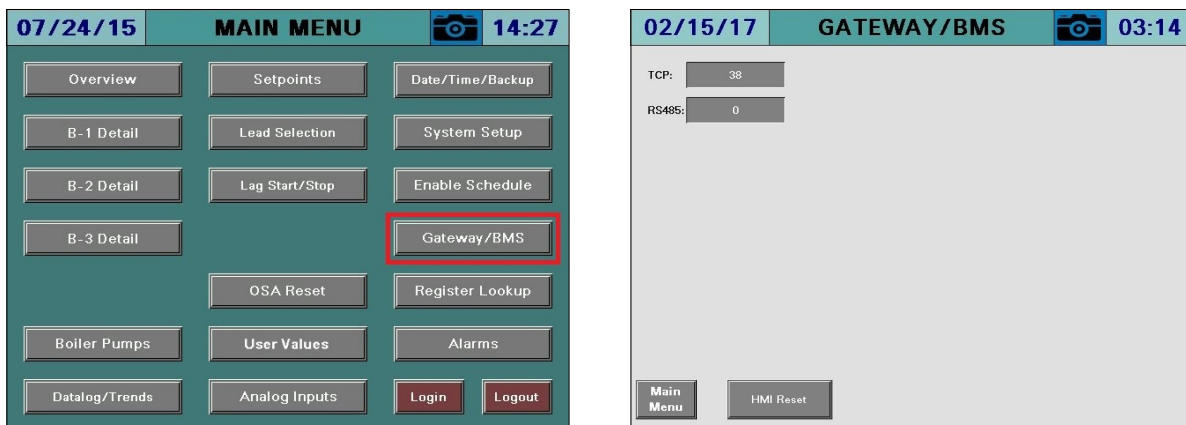 07/24/15 MAIN MENU 14:27
Overview Setpoints Date/Time/Backup
B-1 Detail Lead Selection System Setup
B-2 Detail Lag Start/Stop Enable Schedule
B-3 Detail Gateway/BMS
OSA Reset Register Lookup
Boiler Pumps User Values Alarms
Datalog/Trends Analog Inputs Login Logout
02/15/17 GATEWAY/BMS 03:14
TCP: 38
RS485: 0
Main
Menu
HMI Reset